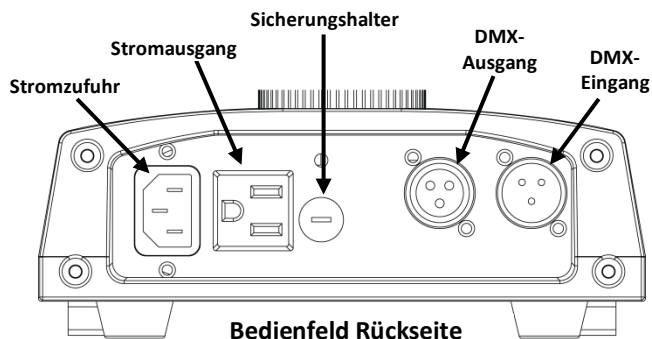 Sicherungshalter
Stromausgang
Stromzufuhr
DMX-
Ausgang
DMX-
Eingang
Bedienfeld Rückseite